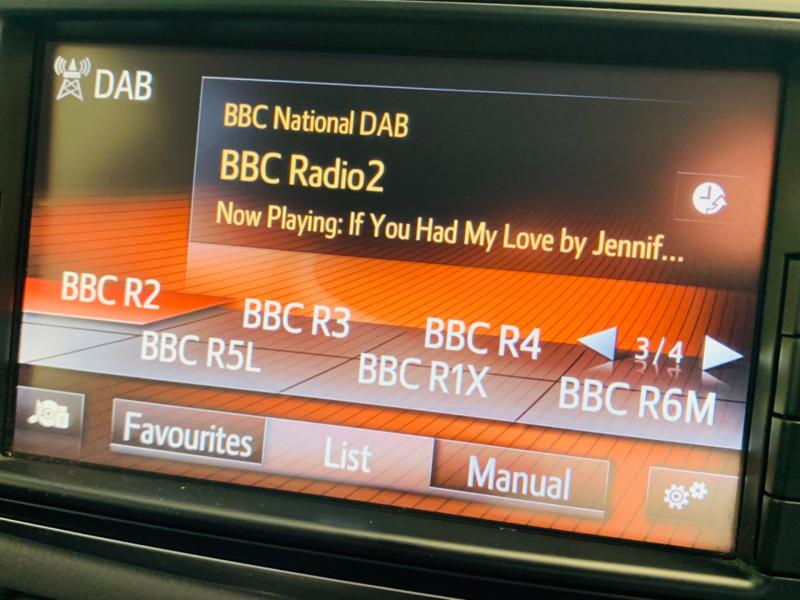 DAB
BBC National DAB
BBC Radio2
Now Playing: If You Had My Love by Jennif...
BBC R2 BBC R3 BBC R4 3/4
BBC R5L BBC R1X BBC R6M
Favourites List Manual